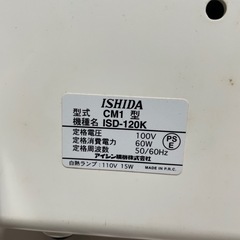 ISHIDA
型式 CM1 型
機種名 ISD-120K
定格電圧 100V
定格消費電力 60W
定格周波数 50/60Hz
PS
E
アイシン精機株式会社
白熱ランプ：110V 15W
MADE IN P.R.C.